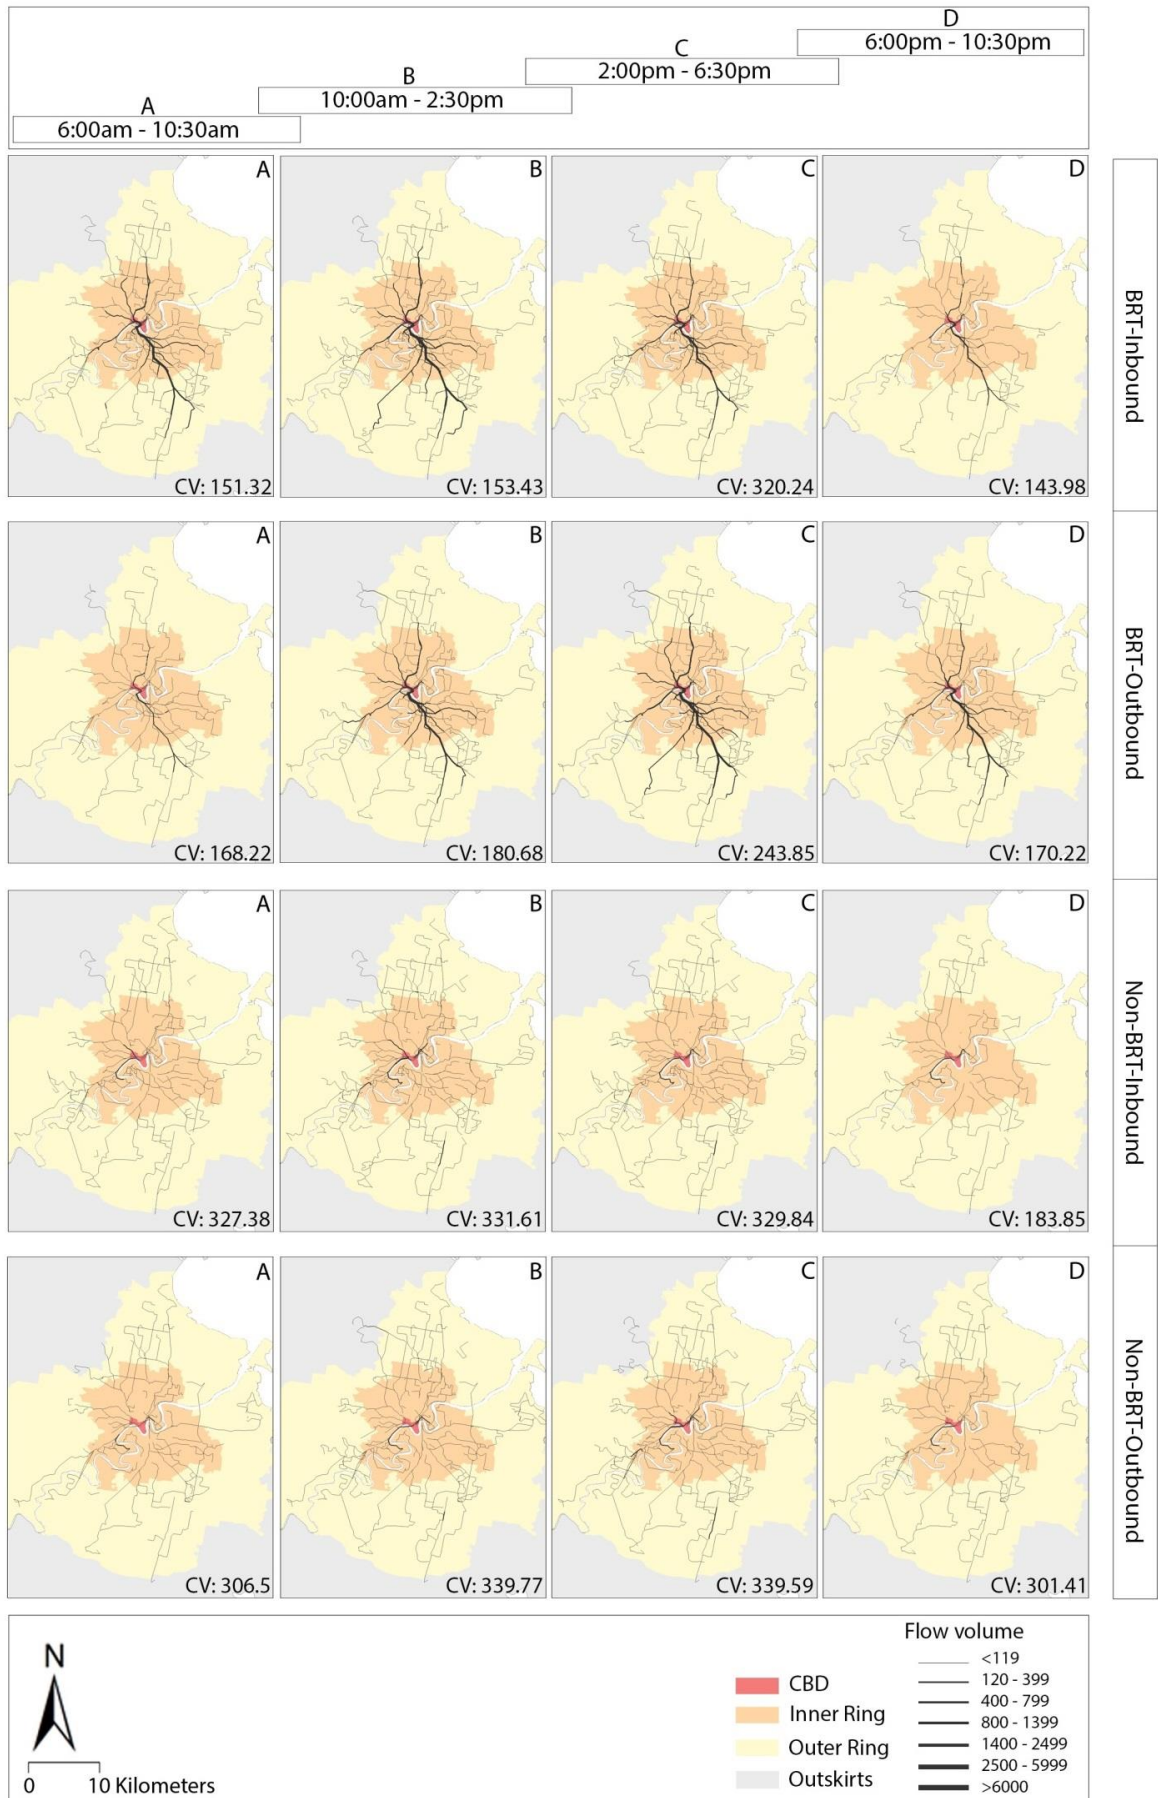 D
6:00pm - 10:30pm
C
2:00pm - 6:30pm
B
10:00am - 2:30pm
A
6:00am - 10:30am
A
B
C
D
CV: 151.32
CV: 153.43
CV: 320.24
CV: 143.98
BRT-Inbound
A
B
C
D
CV: 168.22
CV: 180.68
CV: 243.85
CV: 170.22
BRT-Outbound
A
B
C
D
CV: 327.38
CV: 331.61
CV: 329.84
CV: 183.85
Non-BRT-Inbound
A
B
C
D
CV: 306.5
CV: 339.77
CV: 339.59
CV: 301.41
Non-BRT-Outbound
N
0 10 Kilometers
CBD
Inner Ring
Outer Ring
Outskirts
Flow volume
<119
120 - 399
400 - 799
800 - 1399
1400 - 2499
2500 - 5999
>6000